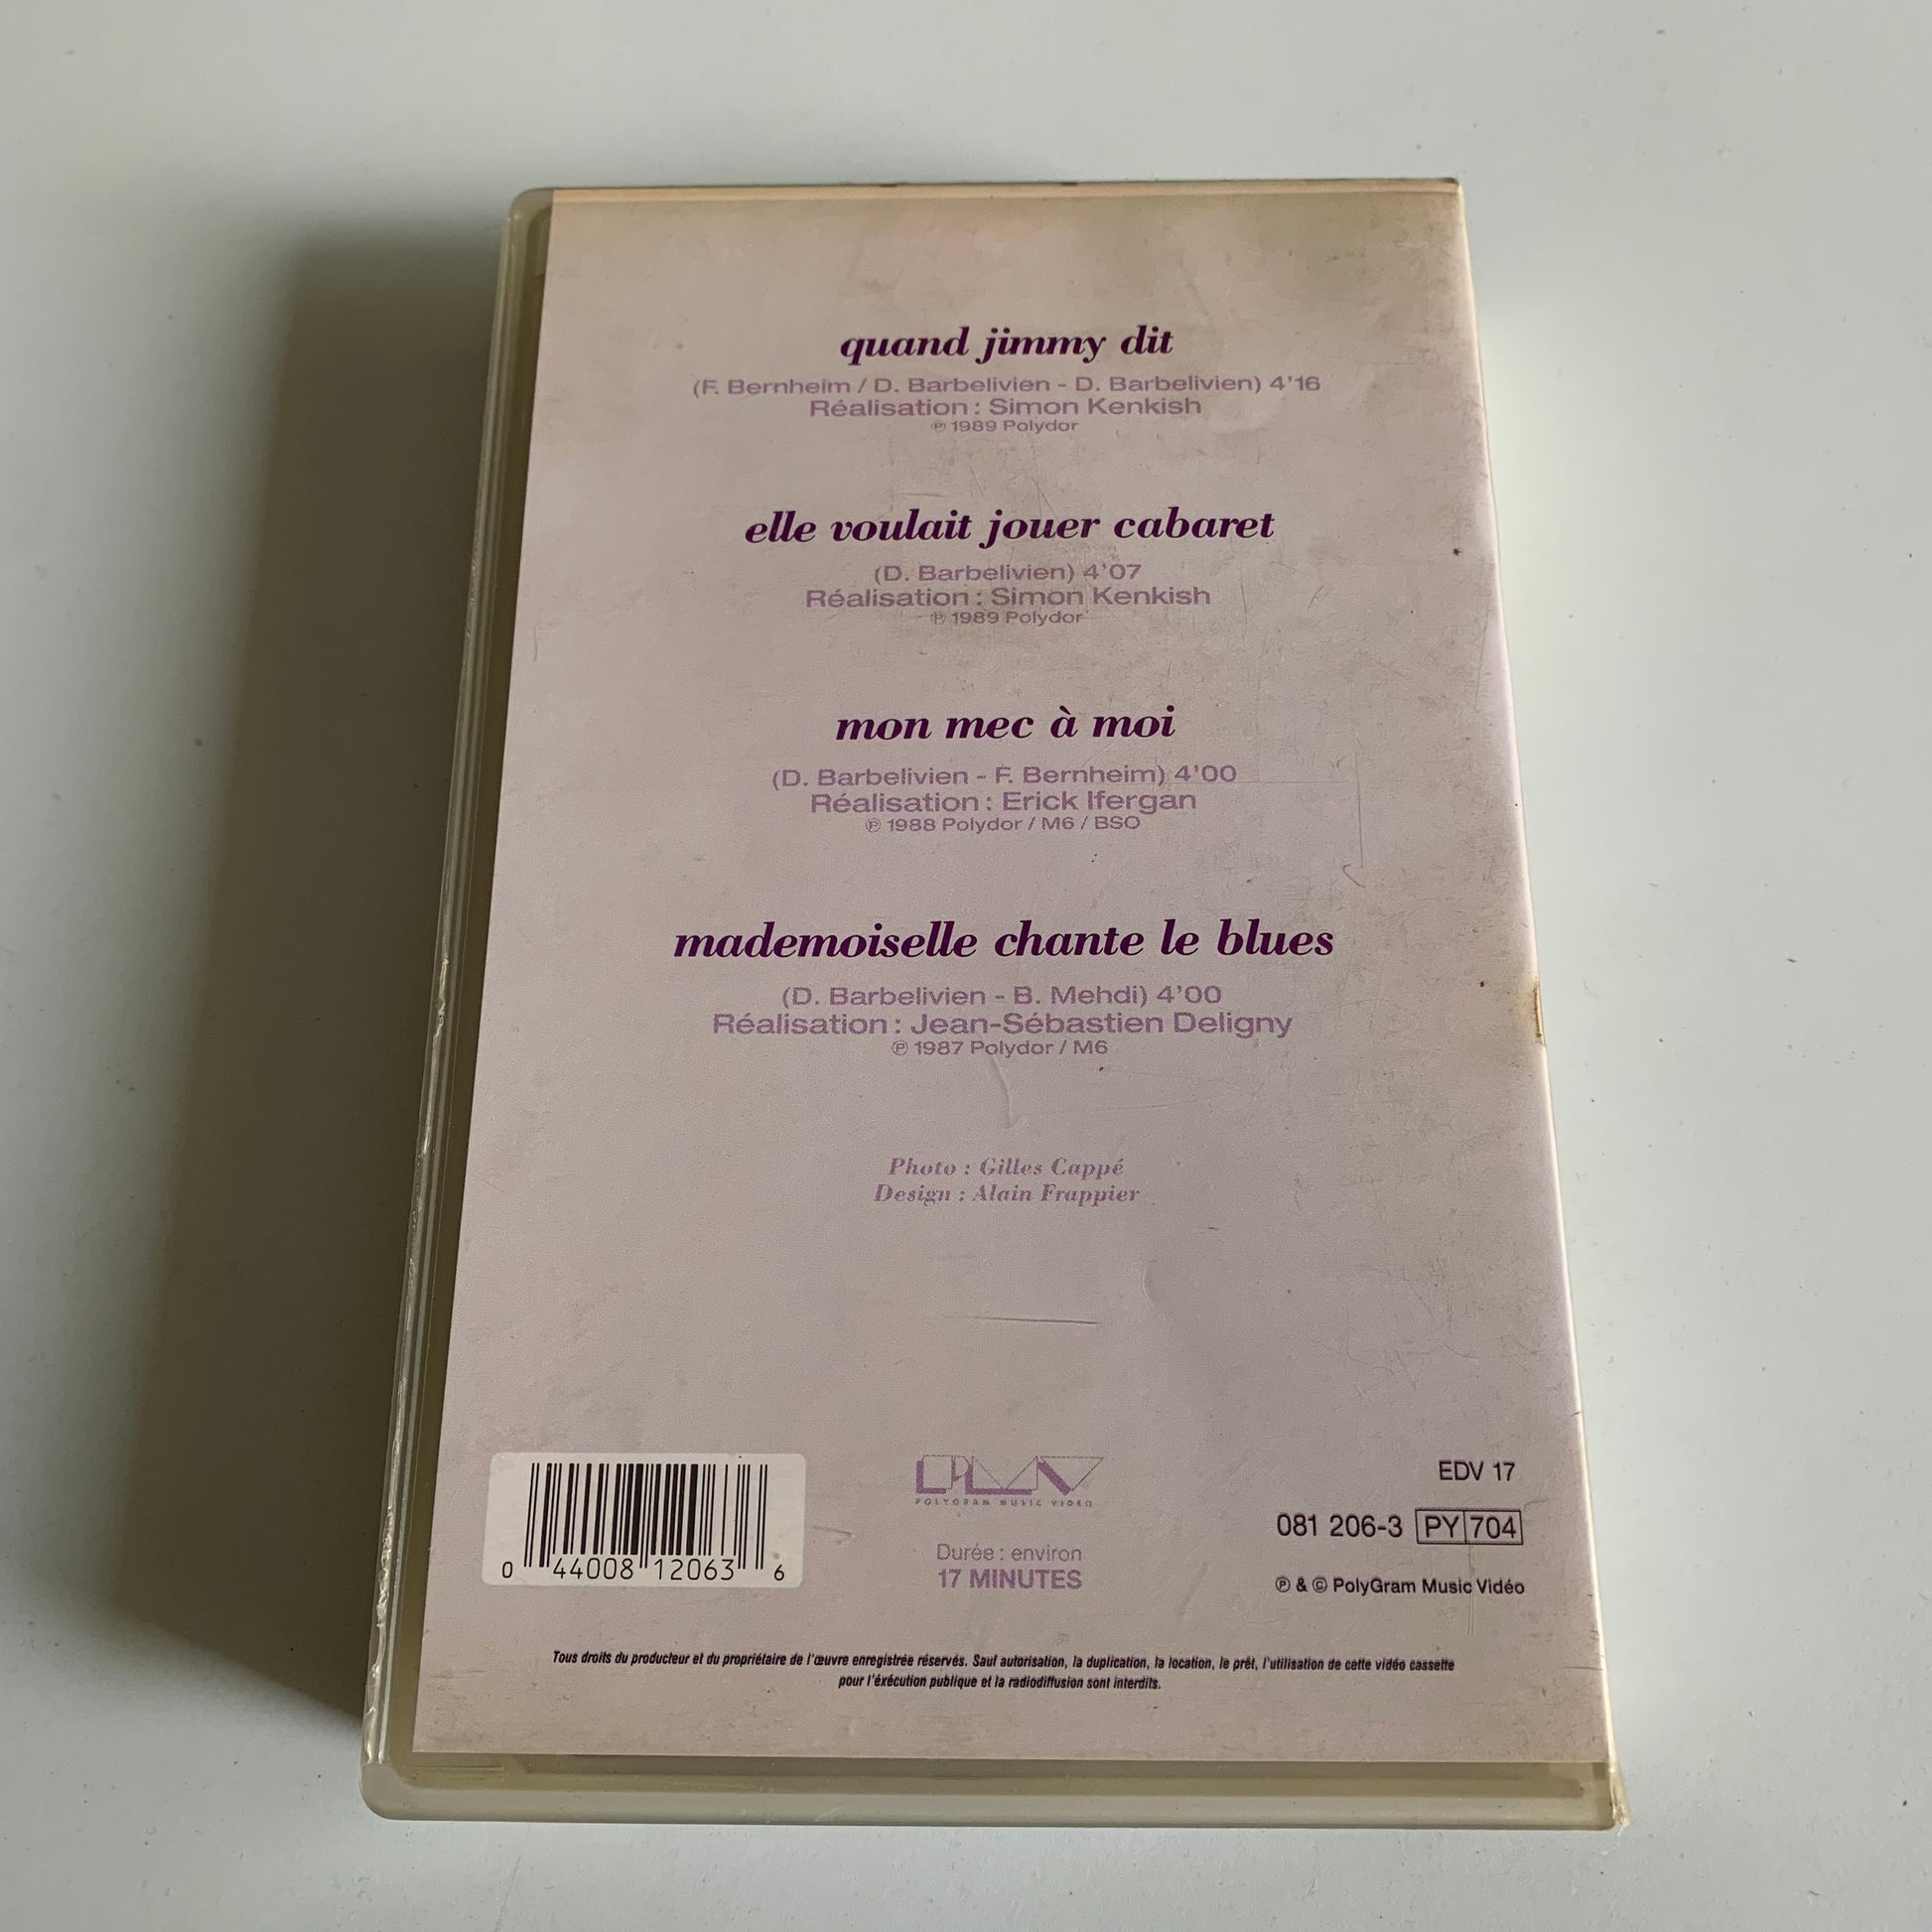 quand jimmy dit
(F. Bernheim / D. Barbelivien - D. Barbelivien) 4'16
Réalisation : Simon Kenkish
℗ 1989 Polydor
elle voulait jouer cabaret
(D. Barbelivien) 4'07
Réalisation : Simon Kenkish
℗ 1989 Polydor
mon mec à moi
(D. Barbelivien - F. Bernheim) 4'00
Réalisation : Erick Ifergan
℗ 1988 Polydor / M6 / BSO
mademoiselle chante le blues
(D. Barbelivien - B. Mehdi) 4'00
Réalisation : Jean-Sébastien Deligny
℗ 1987 Polydor / M6
Photo : Gilles Cappé
Design : Alain Frappier
0 44008 12063 6
PMV
POLYGRAM MUSIC VIDEO
Durée : environ
17 MINUTES
EDV 17
081 206-3 PY 704
℗ & © PolyGram Music Vidéo
Tous droits du producteur et du propriétaire de l'œuvre enregistrée réservés. Sauf autorisation, la duplication, la location, le prêt, l'utilisation de cette vidéo cassette
pour l'éxécution publique et la radiodiffusion sont interdits.